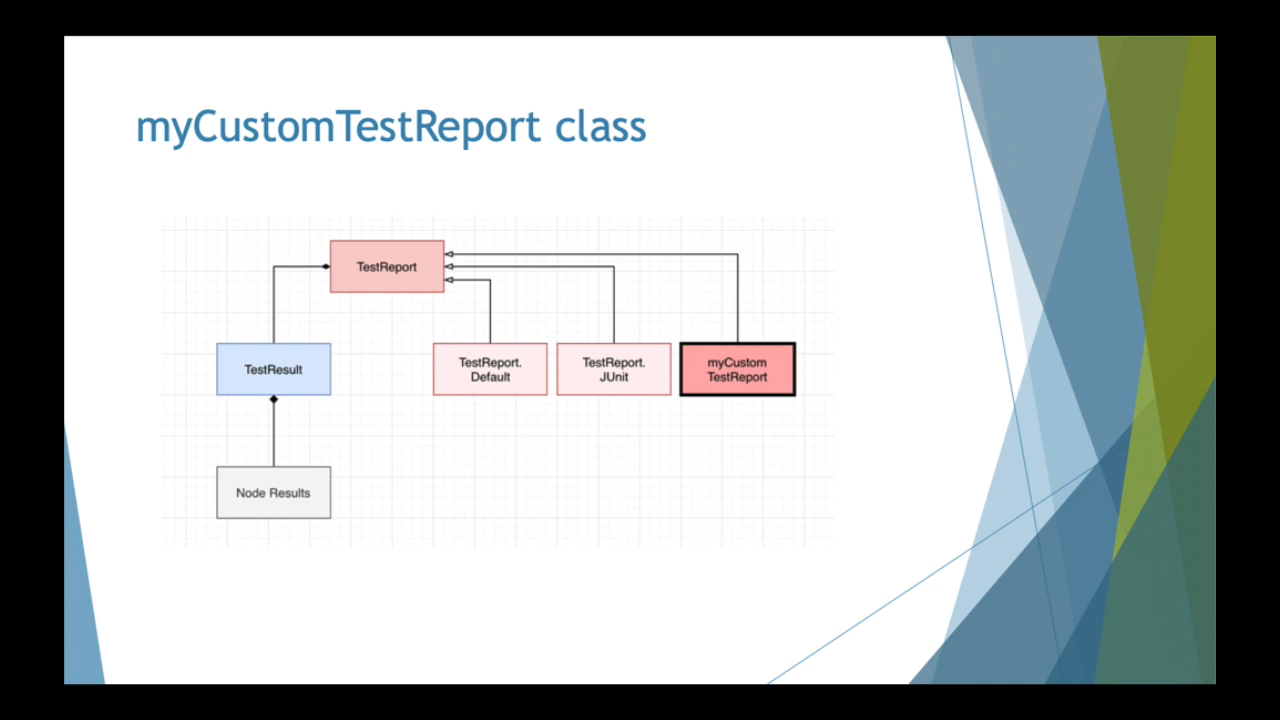 myCustomTestReport class
TestReport
TestResult
TestReport.
Default
TestReport.
JUnit
myCustom
TestReport
Node Results